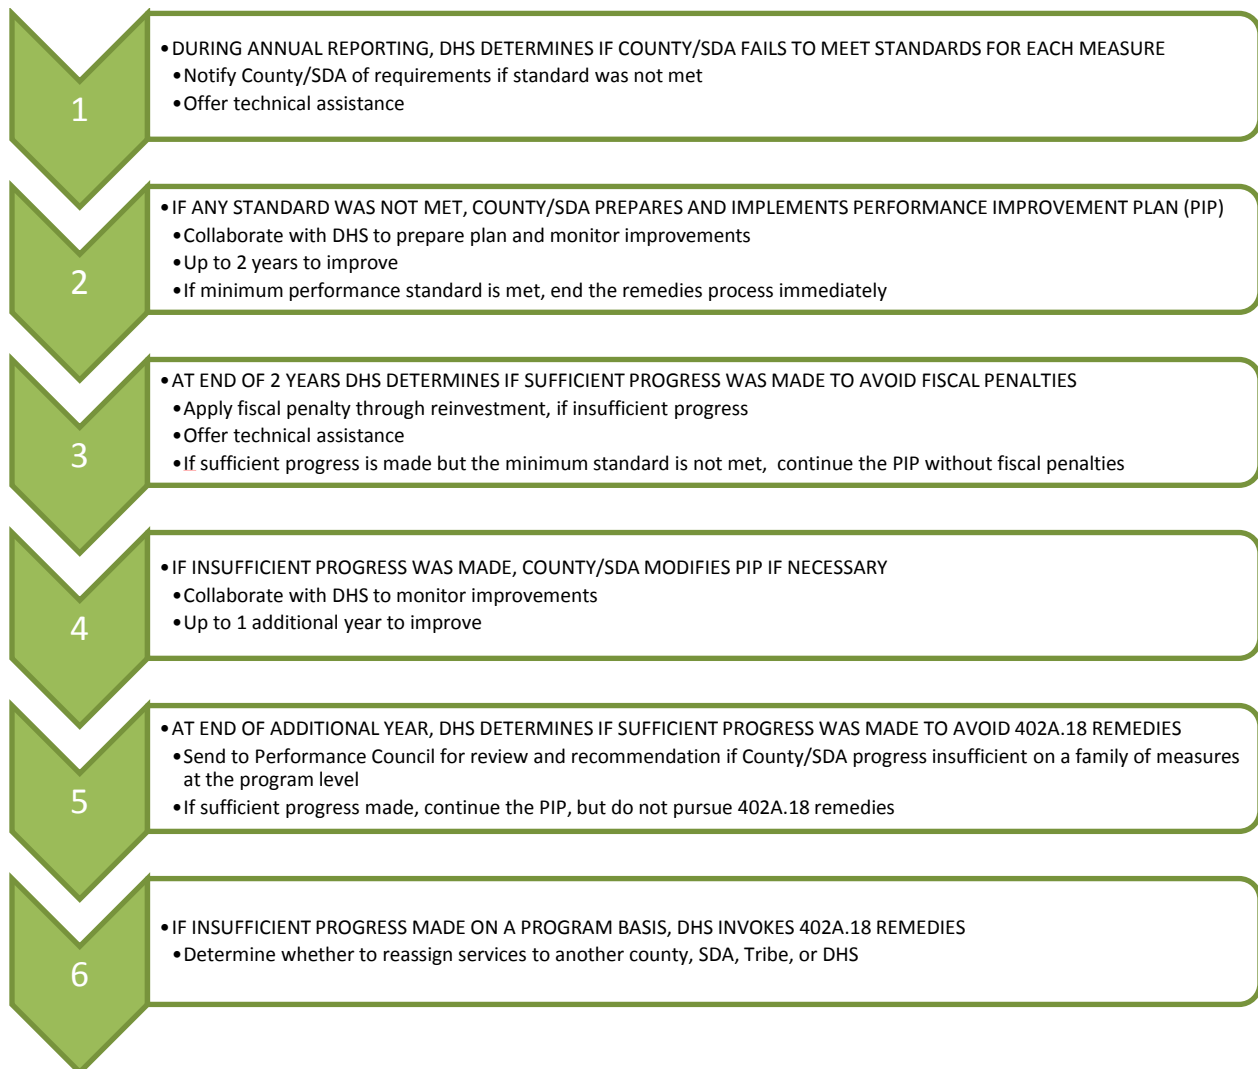 1
•DURING ANNUAL REPORTING, DHS DETERMINES IF COUNTY/SDA FAILS TO MEET STANDARDS FOR EACH MEASURE
•Notify County/SDA of requirements if standard was not met
•Offer technical assistance
2
•IF ANY STANDARD WAS NOT MET, COUNTY/SDA PREPARES AND IMPLEMENTS PERFORMANCE IMPROVEMENT PLAN (PIP)
•Collaborate with DHS to prepare plan and monitor improvements
•Up to 2 years to improve
•If minimum performance standard is met, end the remedies process immediately
3
•AT END OF 2 YEARS DHS DETERMINES IF SUFFICIENT PROGRESS WAS MADE TO AVOID FISCAL PENALTIES
•Apply fiscal penalty through reinvestment, if insufficient progress
•Offer technical assistance
•If sufficient progress is made but the minimum standard is not met, continue the PIP without fiscal penalties
4
•IF INSUFFICIENT PROGRESS WAS MADE, COUNTY/SDA MODIFIES PIP IF NECESSARY
•Collaborate with DHS to monitor improvements
•Up to 1 additional year to improve
5
•AT END OF ADDITIONAL YEAR, DHS DETERMINES IF SUFFICIENT PROGRESS WAS MADE TO AVOID 402A.18 REMEDIES
•Send to Performance Council for review and recommendation if County/SDA progress insufficient on a family of measures
at the program level
•If sufficient progress made, continue the PIP, but do not pursue 402A.18 remedies
6
•IF INSUFFICIENT PROGRESS MADE ON A PROGRAM BASIS, DHS INVOKES 402A.18 REMEDIES
•Determine whether to reassign services to another county, SDA, Tribe, or DHS